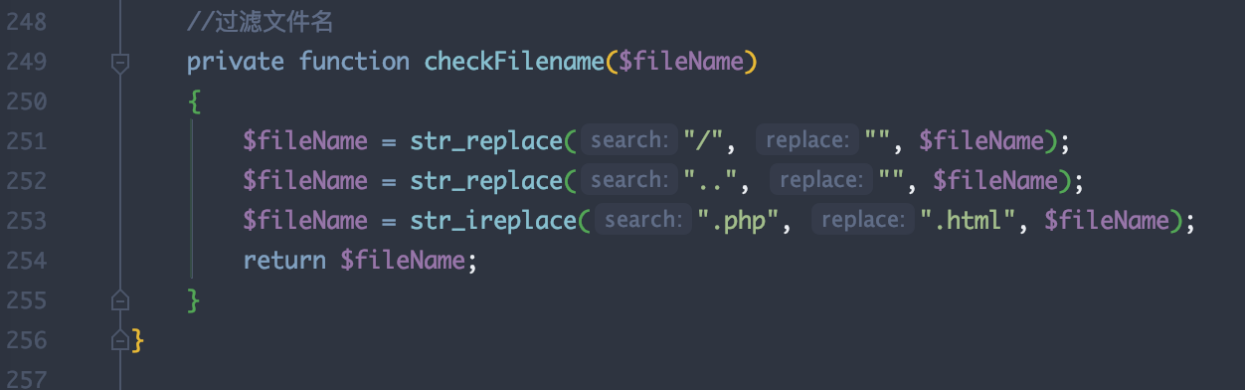 248 //过滤文件名
249 private function checkFilename($fileName)
250 {
251 $fileName = str_replace( search: "/", replace: "", $fileName);
252 $fileName = str_replace( search: "..", replace: "", $fileName);
253 $fileName = str_ireplace( search: ".php", replace: ".html", $fileName);
254 return $fileName;
255 }
256 }
257